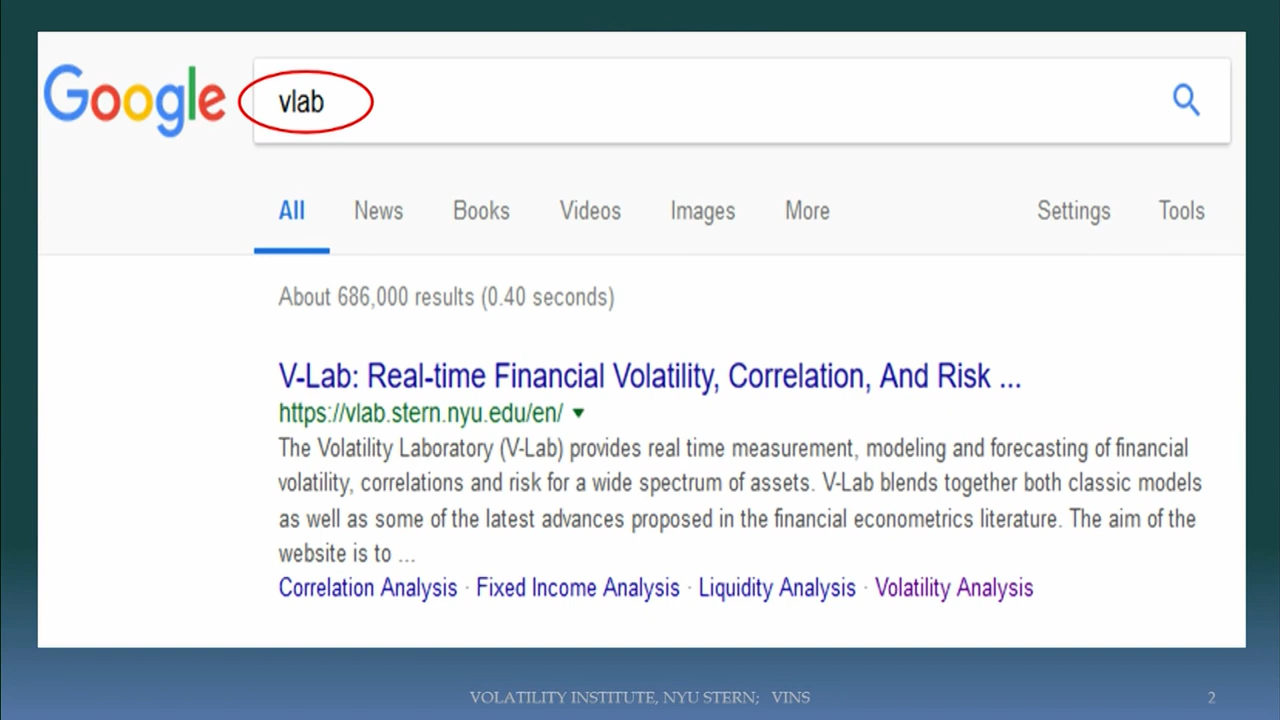 Google
vlab
All News Books Videos Images More Settings Tools
About 686,000 results (0.40 seconds)
V-Lab: Real-time Financial Volatility, Correlation, And Risk ...
https://vlab.stern.nyu.edu/en/
The Volatility Laboratory (V-Lab) provides real time measurement, modeling and forecasting of financial
volatility, correlations and risk for a wide spectrum of assets. V-Lab blends together both classic models
as well as some of the latest advances proposed in the financial econometrics literature. The aim of the
website is to ...
Correlation Analysis · Fixed Income Analysis · Liquidity Analysis · Volatility Analysis
VOLATILITY INSTITUTE, NYU STERN; VINS 2